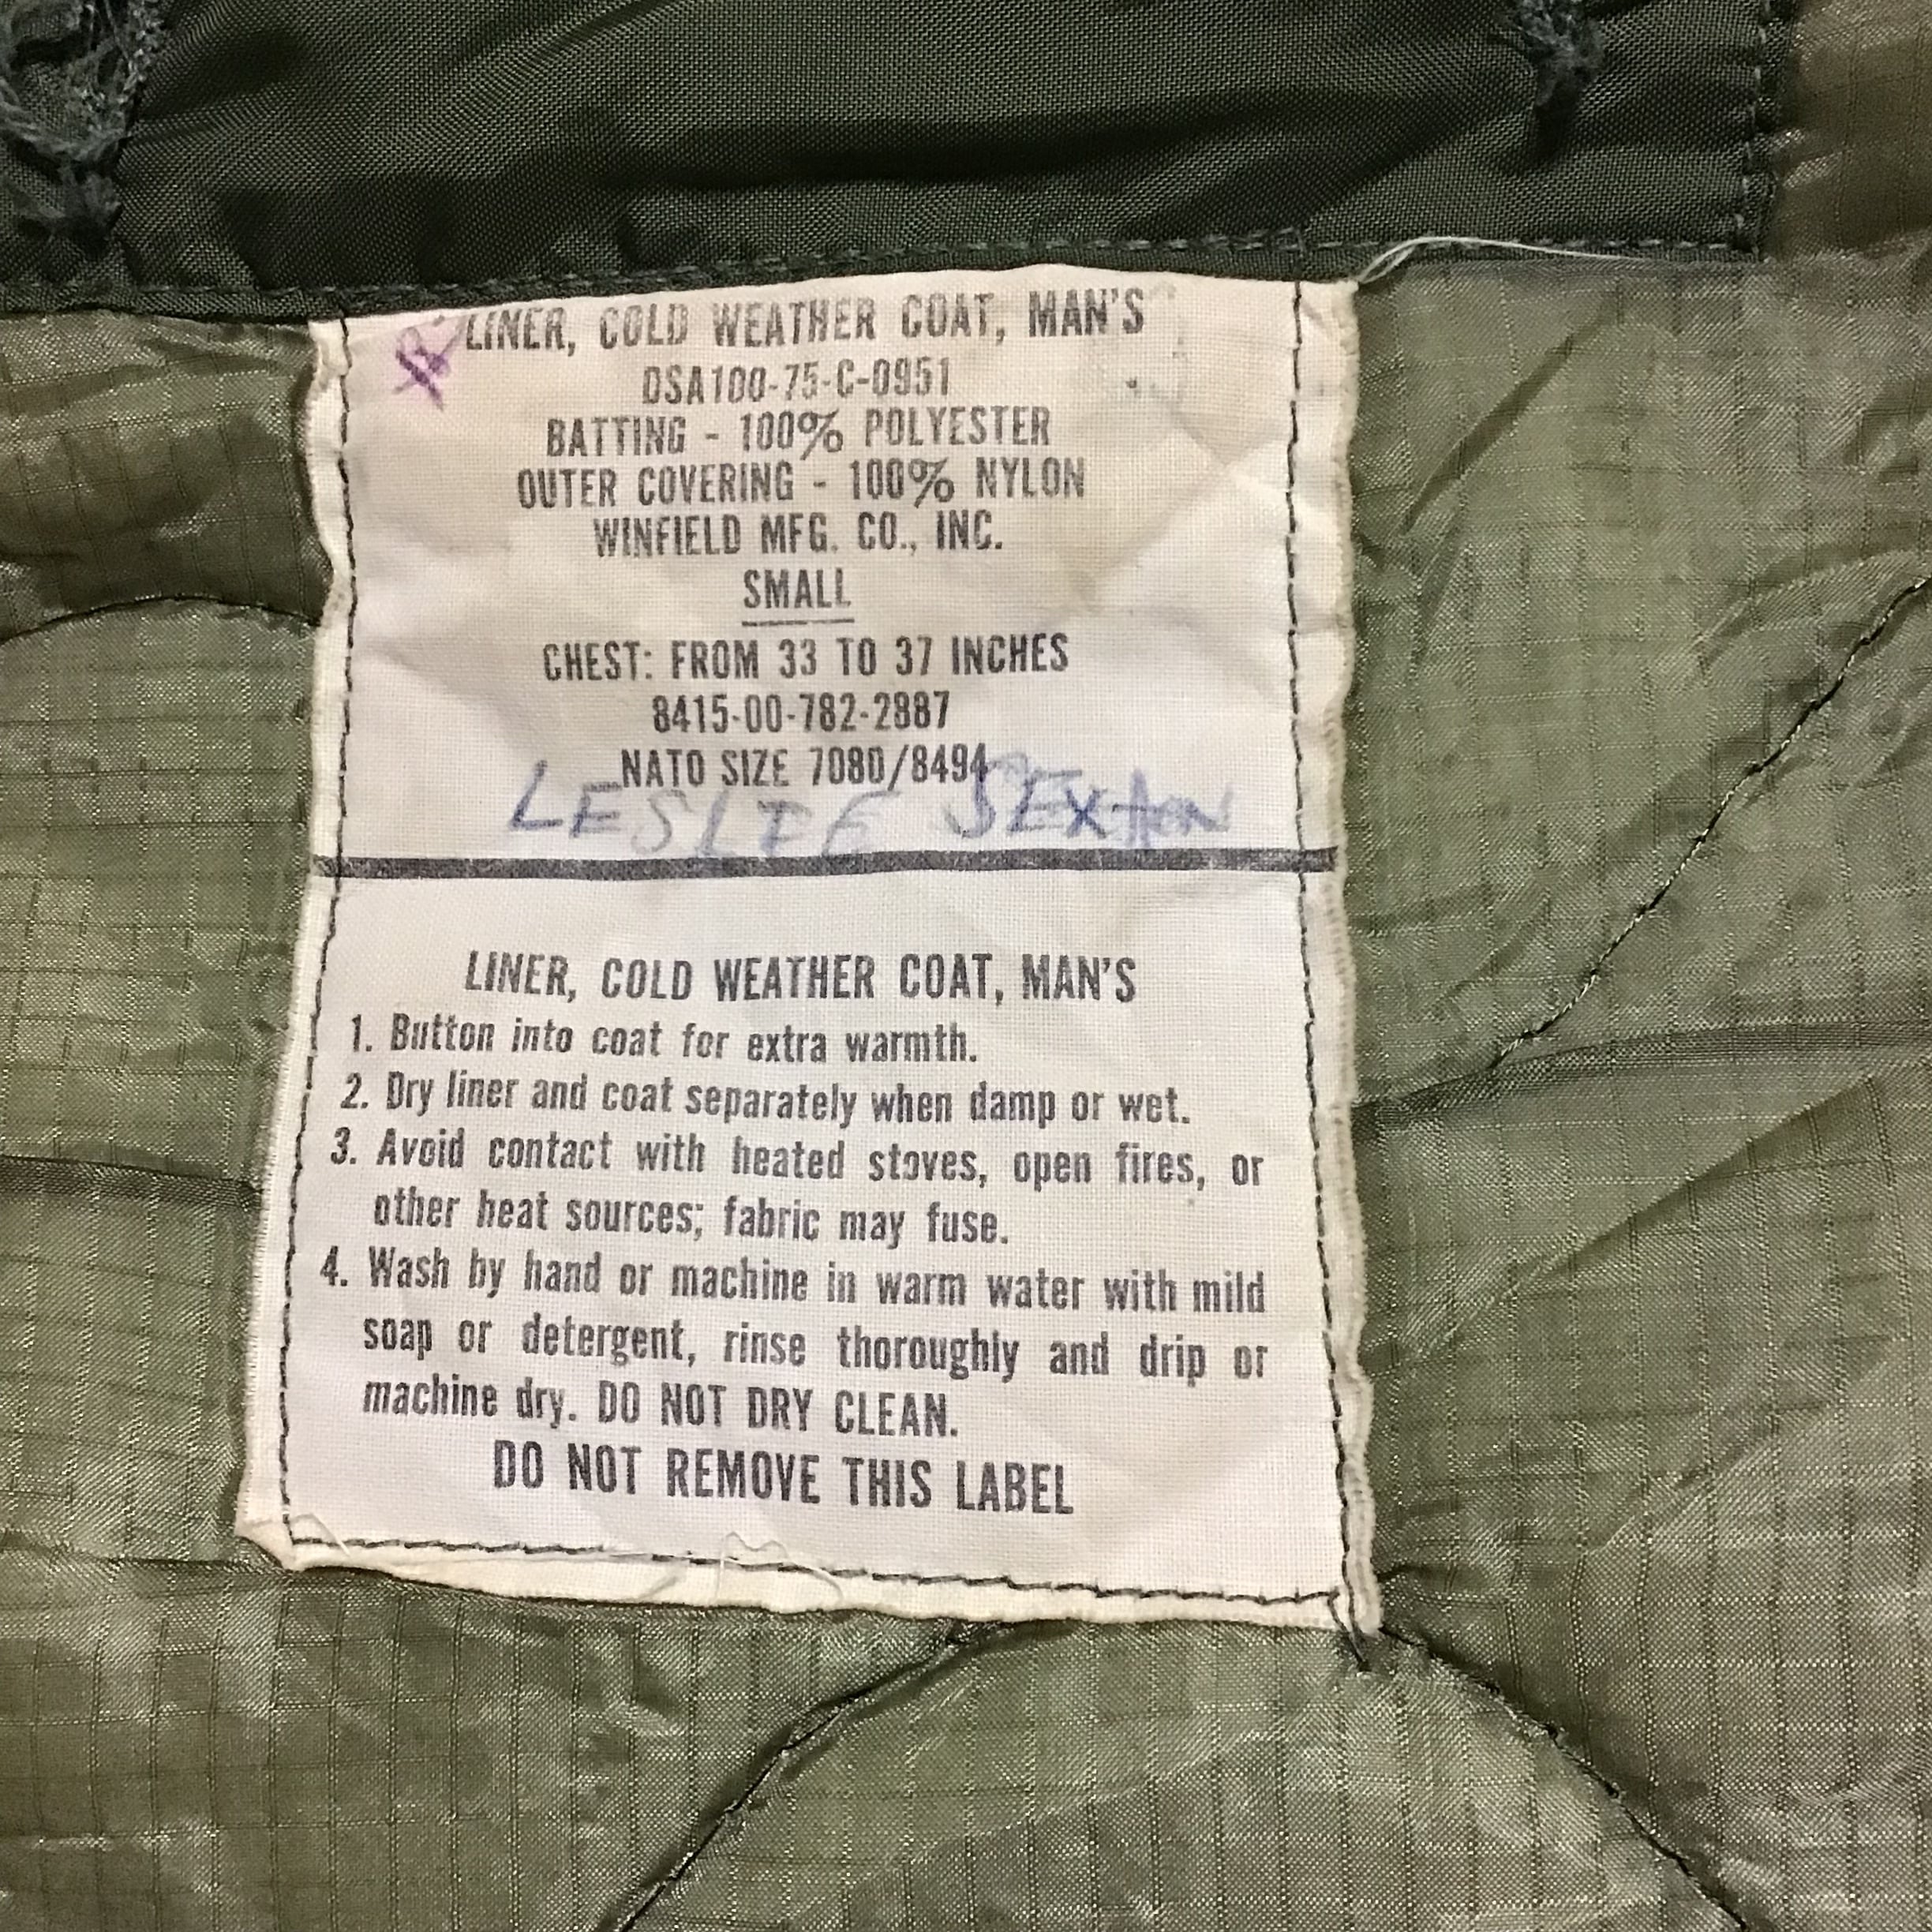 LINER, COLD WEATHER COAT, MAN'S
DSA100-75-C-0951
BATTING - 100% POLYESTER
OUTER COVERING - 100% NYLON
WINFIELD MFG. CO., INC.
SMALL
CHEST: FROM 33 TO 37 INCHES
8415-00-782-2887
NATO SIZE 7080/8494
LESLIE SEXTON
LINER, COLD WEATHER COAT, MAN'S
1. Button into coat for extra warmth.
2. Dry liner and coat separately when damp or wet.
3. Avoid contact with heated stoves, open fires, or
other heat sources; fabric may fuse.
4. Wash by hand or machine in warm water with mild
soap or detergent, rinse thoroughly and drip or
machine dry. DO NOT DRY CLEAN.
DO NOT REMOVE THIS LABEL